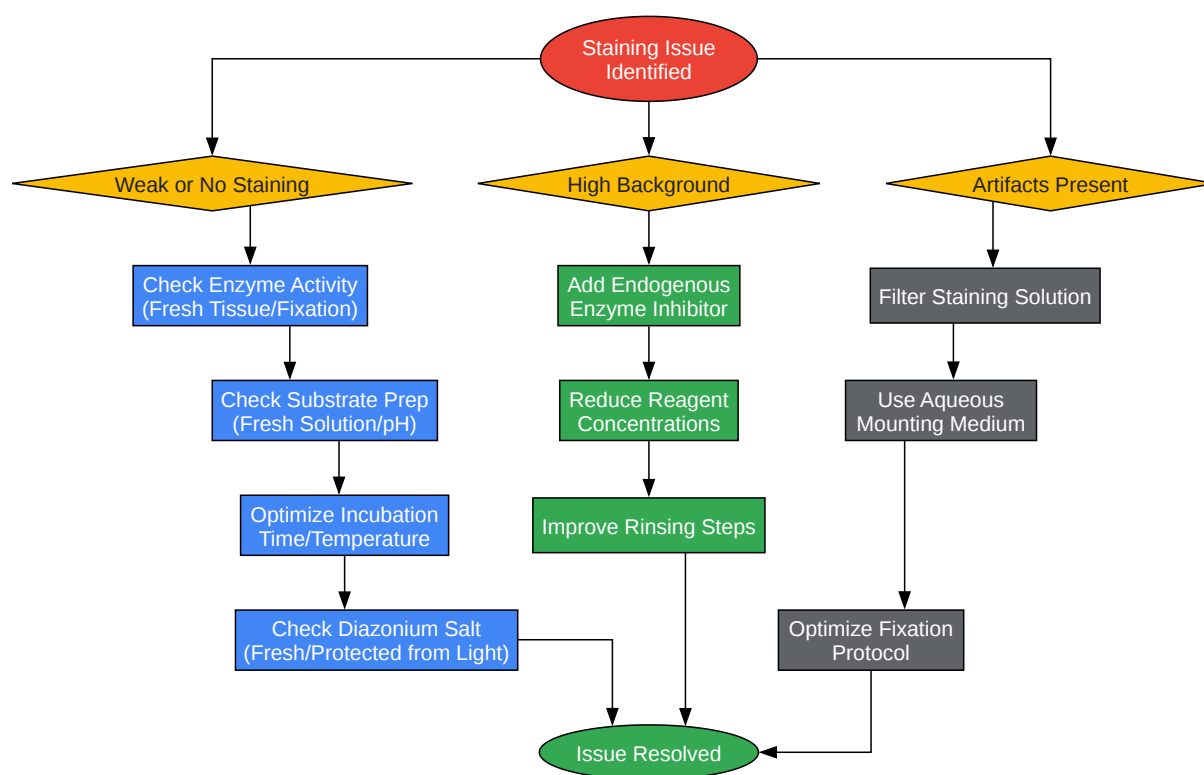 Staining Issue
Identified
Weak or No Staining
High Background
Artifacts Present
Check Enzyme Activity
(Fresh Tissue/Fixation)
Add Endogenous
Enzyme Inhibitor
Filter Staining Solution
Check Substrate Prep
(Fresh Solution/pH)
Reduce Reagent
Concentrations
Use Aqueous
Mounting Medium
Optimize Incubation
Time/Temperature
Improve Rinsing Steps
Check Diazonium Salt
(Fresh/Protected from Light)
Optimize Fixation
Protocol
Issue Resolved